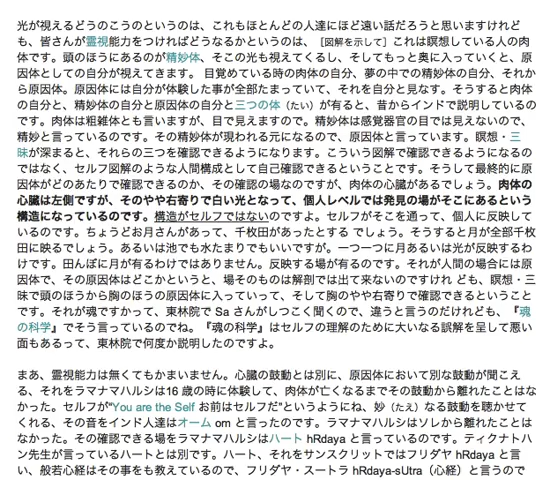 光が視えるどうのこうのというのは、これもほとんどの人達にほど遠い話だろうと思いますけれど
も、皆さんが霊視能力をつければどうなるかというのは、［図解を示して］これは瞑想している人の肉
体です。頭のほうにあるのが精妙体、そこの光も視えてくるし、そしてもっと奥に入っていくと、原
因体としての自分が視えてきます。 目覚めている時の肉体の自分、夢の中での精妙体の自分、それか
ら原因体。原因体には自分が体験した事が全部たまっていて、それを自分と見なす。そうすると肉体
の自分と、精妙体の自分と原因体の自分と三つの体（たい）が有ると、昔からインドで説明しているの
です。肉体は粗雑体とも言いますが、目で見えますので。精妙体は感覚器官の目では見えないので、
精妙と言っているのです。その精妙体が現われる元になるので、原因体と言っています。瞑想・三
昧が深まると、それらの三つを確認できるようになります。こういう図解で確認できるようになるの
ではなく、セルフ図解のような人間構成として自己確認できるということです。そうして最終的に原
因体がどのあたりで確認できるのか、その確認の場なのですが、肉体の心臓があるでしょう。肉体の
心臓は左側ですが、そのやや右寄りで白い光となって、個人レベルでは発見の場がそこにあるという
構造になっているのです。構造がセルフではないのですよ。セルフがそこを通って、個人に反映して
いるのです。ちょうどお月さんがあって、千枚田があったとする でしょう。そうすると月が全部千枚
田に映るでしょう。あるいは池でも水たまりでもいいですが。一つ一つに月あるいは光が反映するわ
けです。田んぼに月が有るわけではありません。反映する場が有るのです。それが人間の場合には原
因体で、その原因体はどこかというと、場そのものは解剖では出て来ないのですけれ ども、瞑想・三
昧で頭のほうから胸のほうの原因体に入っていって、そして胸のやや右寄りで確認できるということ
です。それが魂ですかって、東林院で Sa さんがしつこく聞くので、違うと言うのだけれども、『魂
の科学』でそう言っているのでね。『魂の科学』はセルフの理解のために大いなる誤解を呈して悪い
面もあるって、東林院で何度か説明したのですよ。
まあ、霊視能力は無くてもかまいません。心臓の鼓動とは別に、原因体において別な鼓動が聞こえ
る、それをラマナマハルシは16 歳の時に体験して、肉体が亡くなるまでその鼓動から離れたことはな
かった。セルフが“You are the Self お前はセルフだ”というようにね、妙（たえ）なる鼓動を聴かせて
くれる、その音をインド人達はオーム om と言ったのです。ラマナマハルシはソレから離れたことは
なかった。その確認できる場をラマナマハルシはハート hRdaya と言っているのです。ティクナトハ
ン先生が言っているハートとは別です。ハート、それをサンスクリットではフリダヤ hRdaya と言
い、般若心経はその事をも教えているので、フリダヤ・スートラ hRdaya-sUtra（心経）と言うので